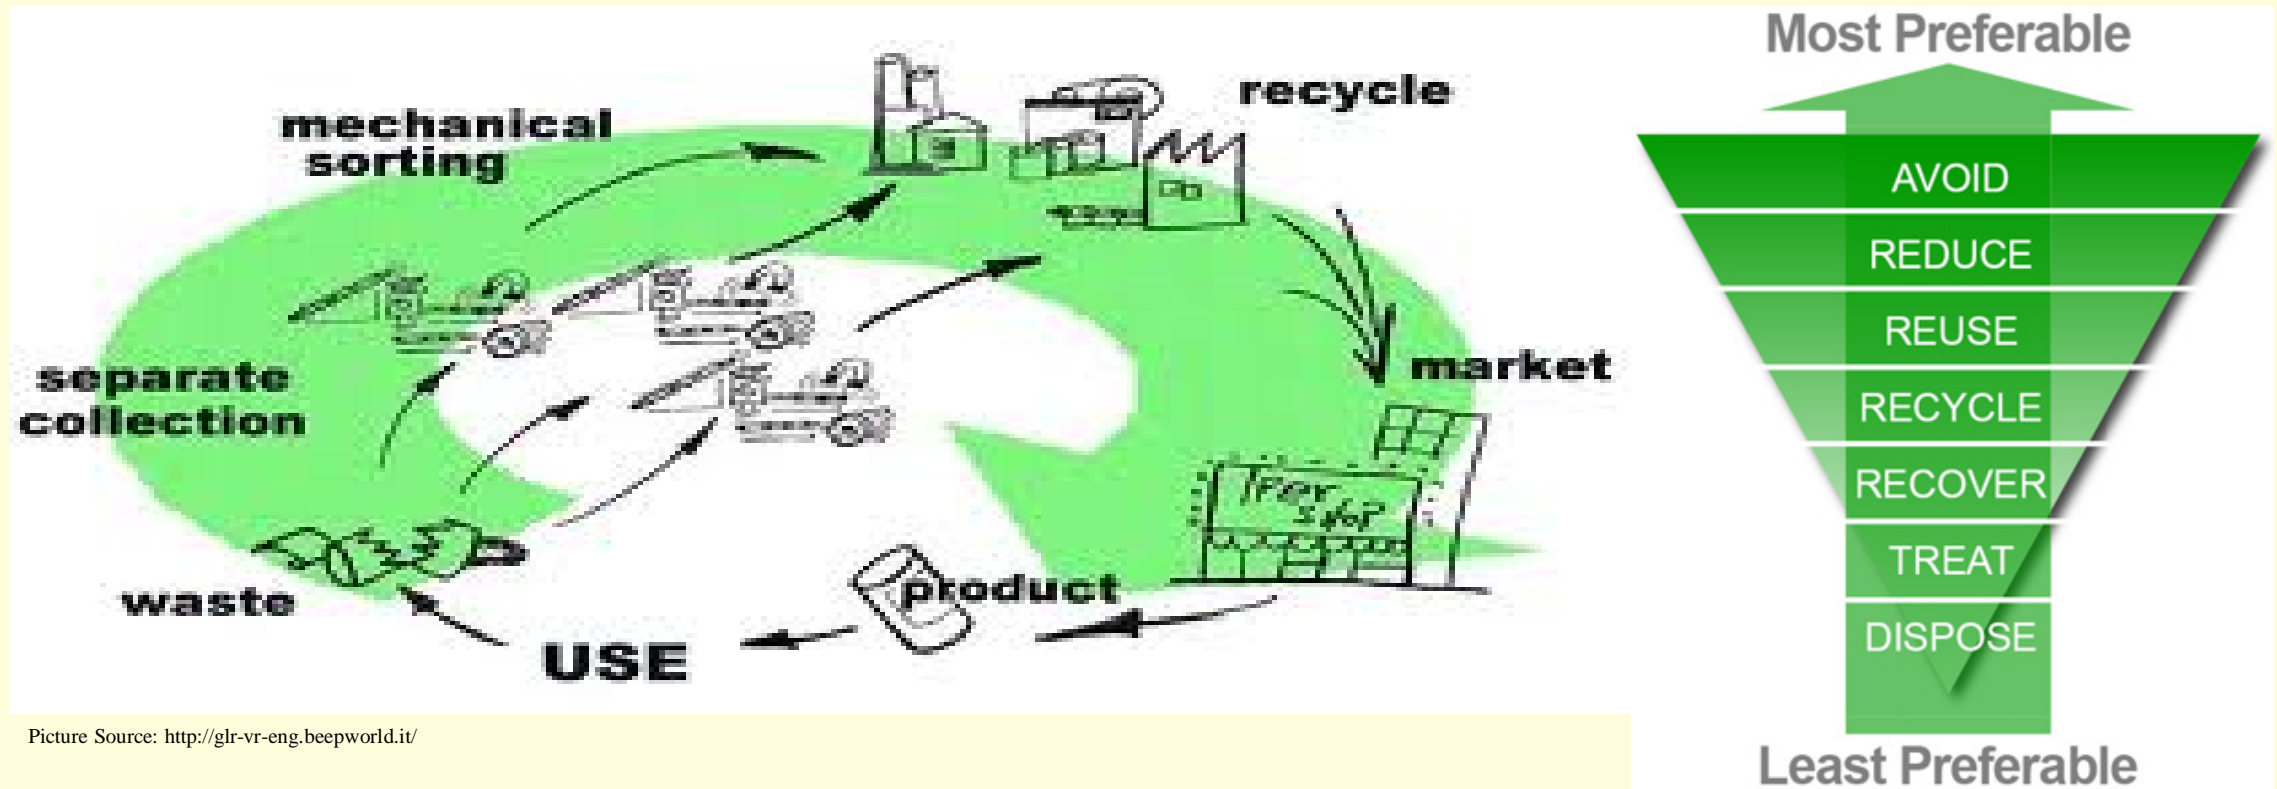 mechanical
sorting
recycle
separate
collection
market
waste
product
USE
Picture Source: http://glr-vr-eng.beepworld.it/
Most Preferable
AVOID
REDUCE
REUSE
RECYCLE
RECOVER
TREAT
DISPOSE
Least Preferable